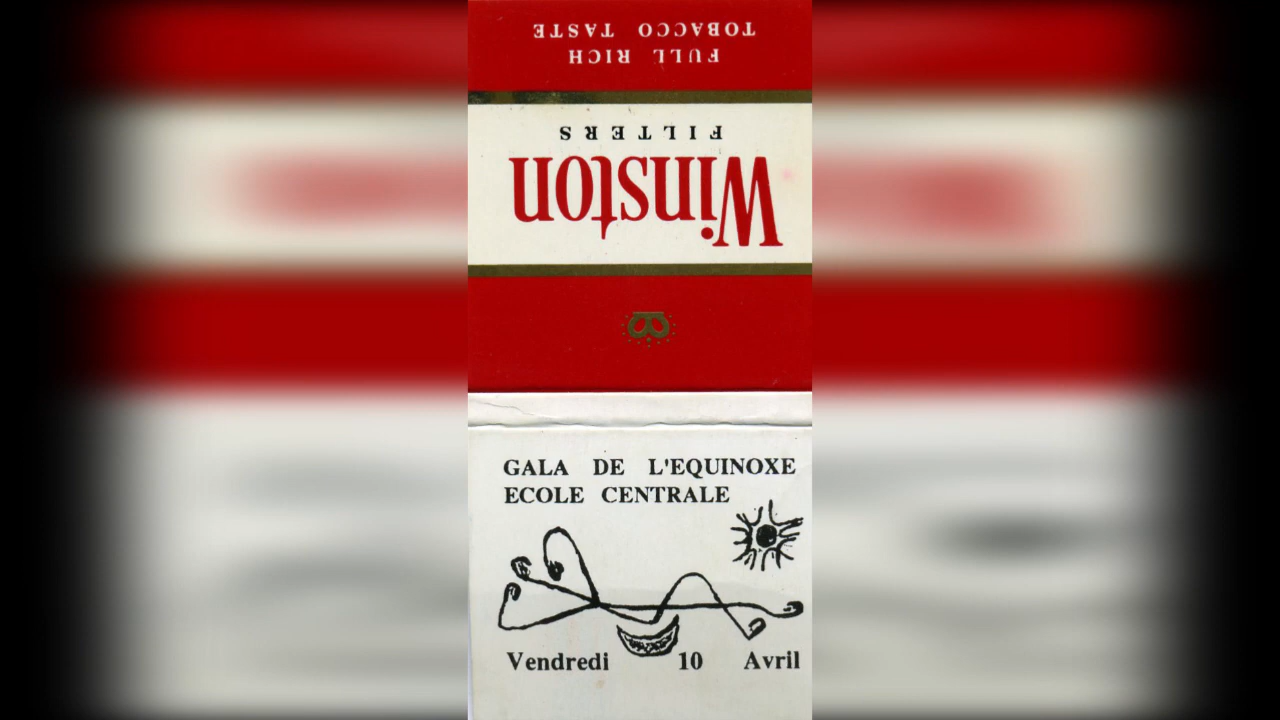 FULL RICH
TOBACCO TASTE
Winston
FILTERS
GALA DE L'EQUINOXE
ECOLE CENTRALE
Vendredi 10 Avril